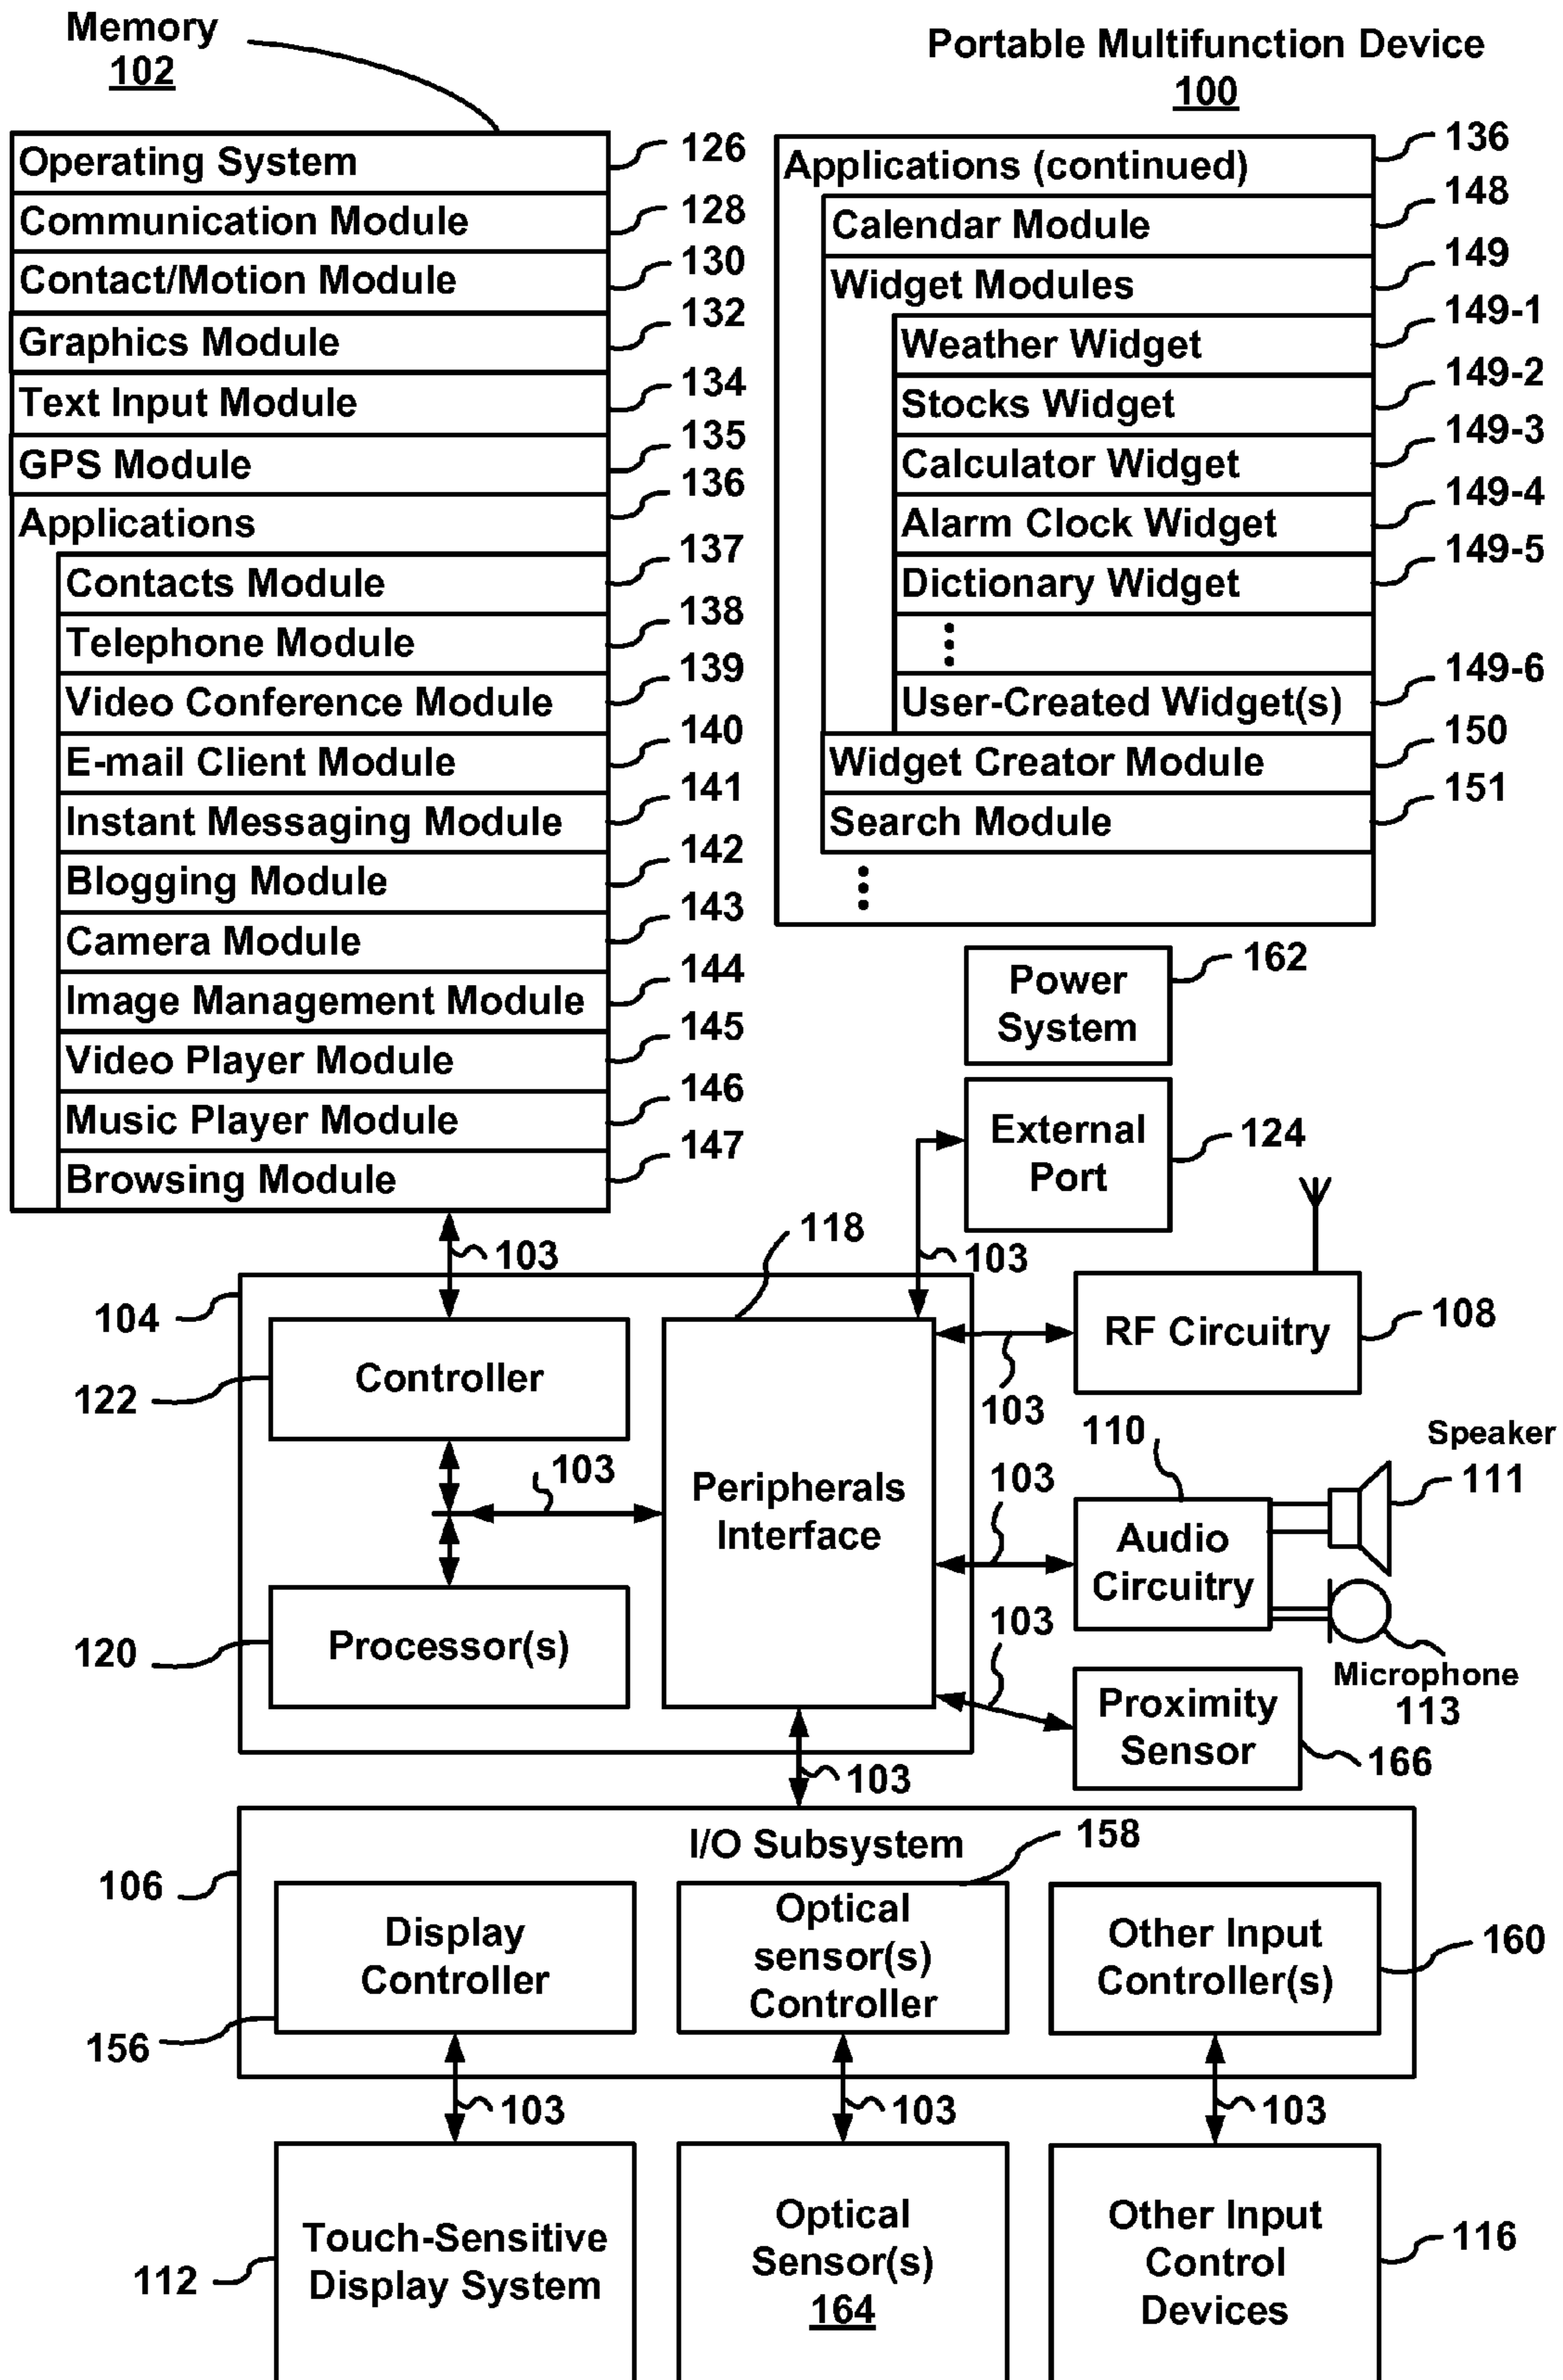 Memory
102
Portable Multifunction Device
100
Operating System
126
Communication Module
128
Contact/Motion Module
130
Graphics Module
132
Text Input Module
134
GPS Module
135
Applications
136
Contacts Module
137
Telephone Module
138
Video Conference Module
139
E-mail Client Module
140
Instant Messaging Module
141
Blogging Module
142
Camera Module
143
Image Management Module
144
Video Player Module
145
Music Player Module
146
Browsing Module
147
Applications (continued)
136
Calendar Module
148
Widget Modules
149
Weather Widget
149-1
Stocks Widget
149-2
Calculator Widget
149-3
Alarm Clock Widget
149-4
Dictionary Widget
149-5
User-Created Widget(s)
149-6
Widget Creator Module
150
Search Module
151
Power
System
162
External
Port
124
103
118
103
104
Controller
122
RF Circuitry
108
103
103
Peripherals
Interface
110
Speaker
111
103
Audio
Circuitry
Processor(s)
120
103
Microphone
113
Proximity
Sensor
166
103
I/O Subsystem
158
106
Display
Controller
156
Optical
sensor(s)
Controller
Other Input
Controller(s)
160
103
103
103
Touch-Sensitive
Display System
112
Optical
Sensor(s)
164
Other Input
Control
Devices
116